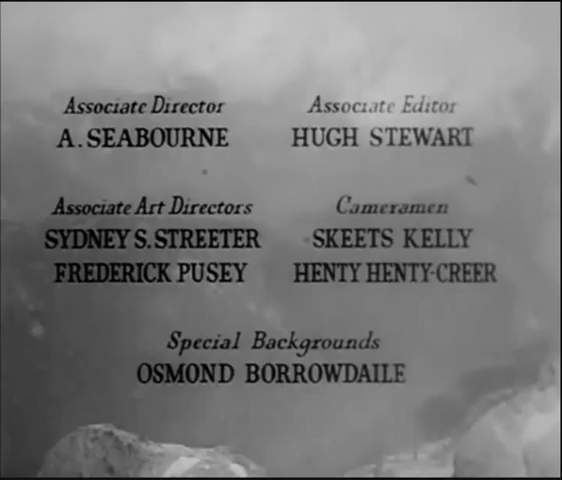 Associate Director
A. SEABOURNE
Associate Editor
HUGH STEWART
Associate Art Directors
SYDNEY S. STREETER
FREDERICK PUSEY
Cameramen
SKEETS KELLY
HENTY HENTY-CREER
Special Backgrounds
OSMOND BORROWDAILE